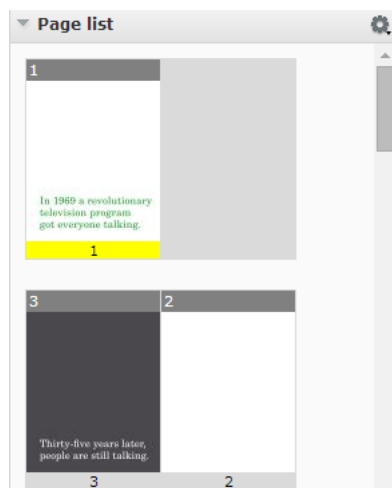 Page list
1
In 1969 a revolutionary
television program
got everyone talking.
1
3
2
Thirty-five years later,
people are still talking.
3
2